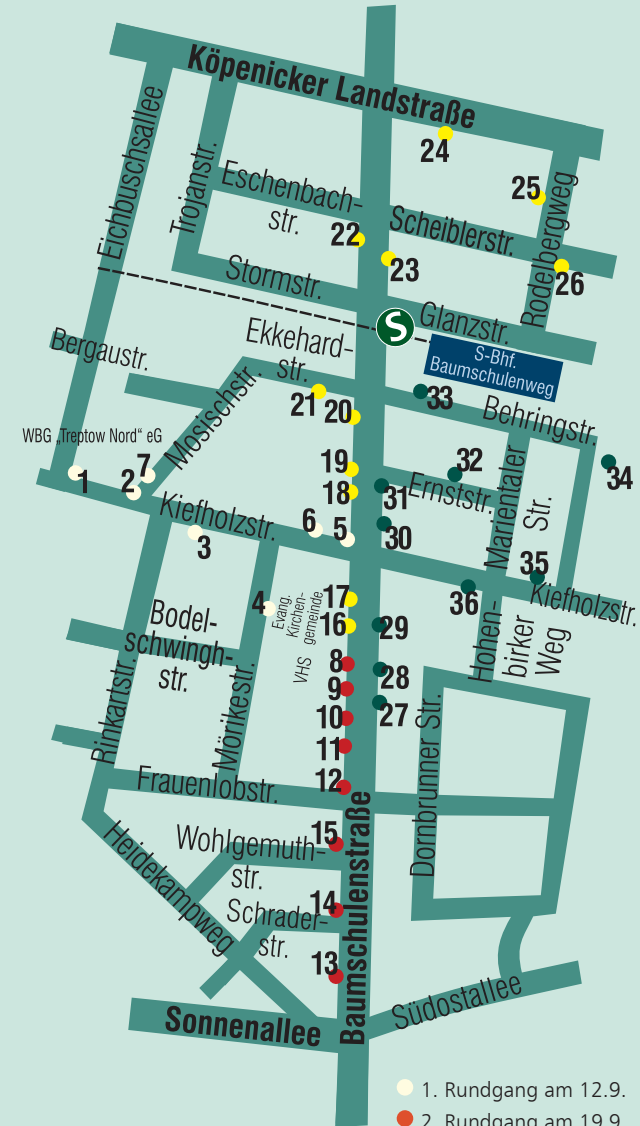 Köpenicker Landstraße
24
Eichbuschsallee
Trojanstr.
Eschenbach-
str.
25
Scheiblerstr.
22
23
Rodelbergweg
26
Stormstr.
S
Glanzstr.
Ekkehard-
str.
S-Bhf.
Baumschulenweg
Bergaustr.
21
20
33
Behringstr.
Mosischstr.
WBG „Treptow Nord“ eG
1
2
7
19
18
32
34
Ernststr.
31
Marientaler
Str.
Kiefholzstr.
3
6
5
30
35
36
Kiefholzstr.
4
Evang.
Kirchen-
gemeinde
17
16
29
Hohen-
birker
Weg
Bodel-
schwingh-
str.
VHS
8
28
9
27
10
11
Rinkartstr.
Mörikestr.
Dornbrunner Str.
12
Frauenlobstr.
Baumschulenstraße
15
Wohlgemuth-
str.
Heidekampweg
14
Schrader-
str.
13
Südostallee
Sonnenallee
1. Rundgang am 12.9.
2. Rundgang am 19.9.